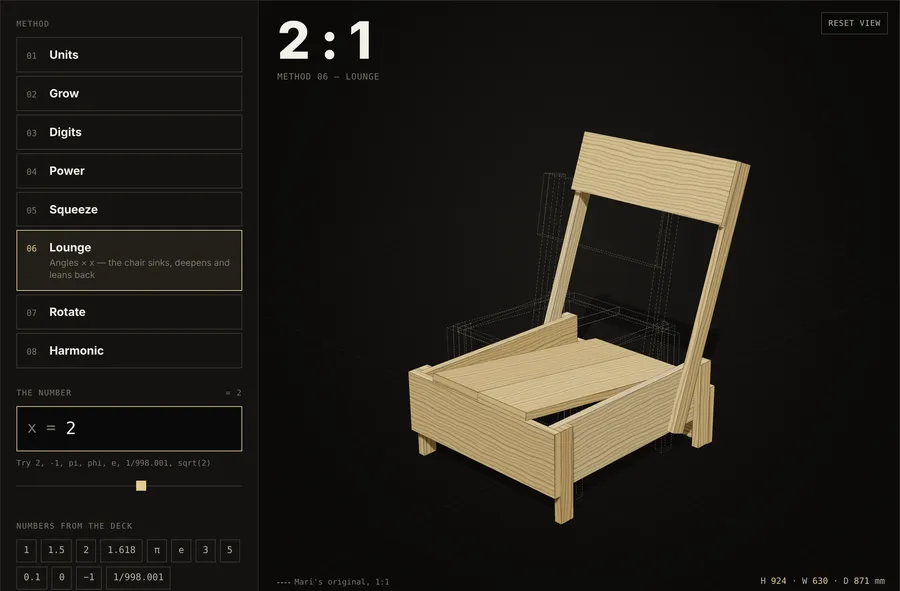 METHOD
01 Units
02 Grow
03 Digits
04 Power
05 Squeeze
06 Lounge
Angles × x — the chair sinks, deepens and
leans back
07 Rotate
08 Harmonic
THE NUMBER = 2
x = 2
Try 2, -1, pi, phi, e, 1/998.001, sqrt(2)
NUMBERS FROM THE DECK
1 1.5 2 1.618 π e 3 5
0.1 0 −1 1/998.001
2:1
METHOD 06 — LOUNGE
RESET VIEW
Mari's original, 1:1
H 924 · W 630 · D 871 mm